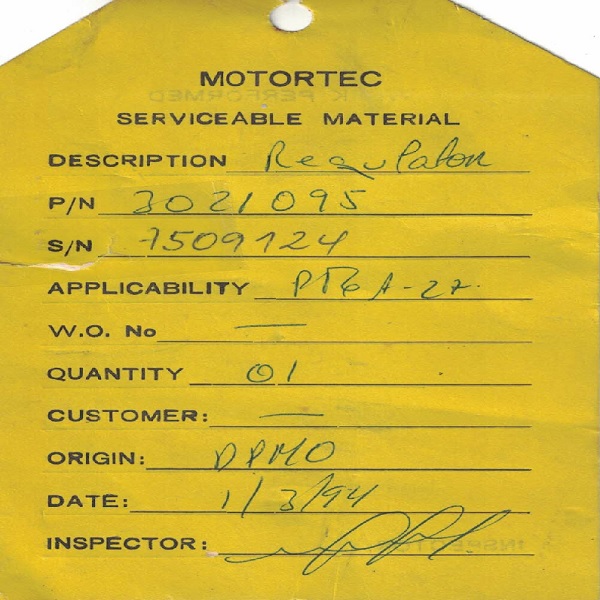 MOTORTEC
SERVICEABLE MATERIAL
DESCRIPTION Regulator
P/N 3021095
S/N 1509124
APPLICABILITY PT6A-27.
W.O. No —
QUANTITY 01
CUSTOMER: —
ORIGIN: DPMO
DATE: 1/3/94
INSPECTOR: